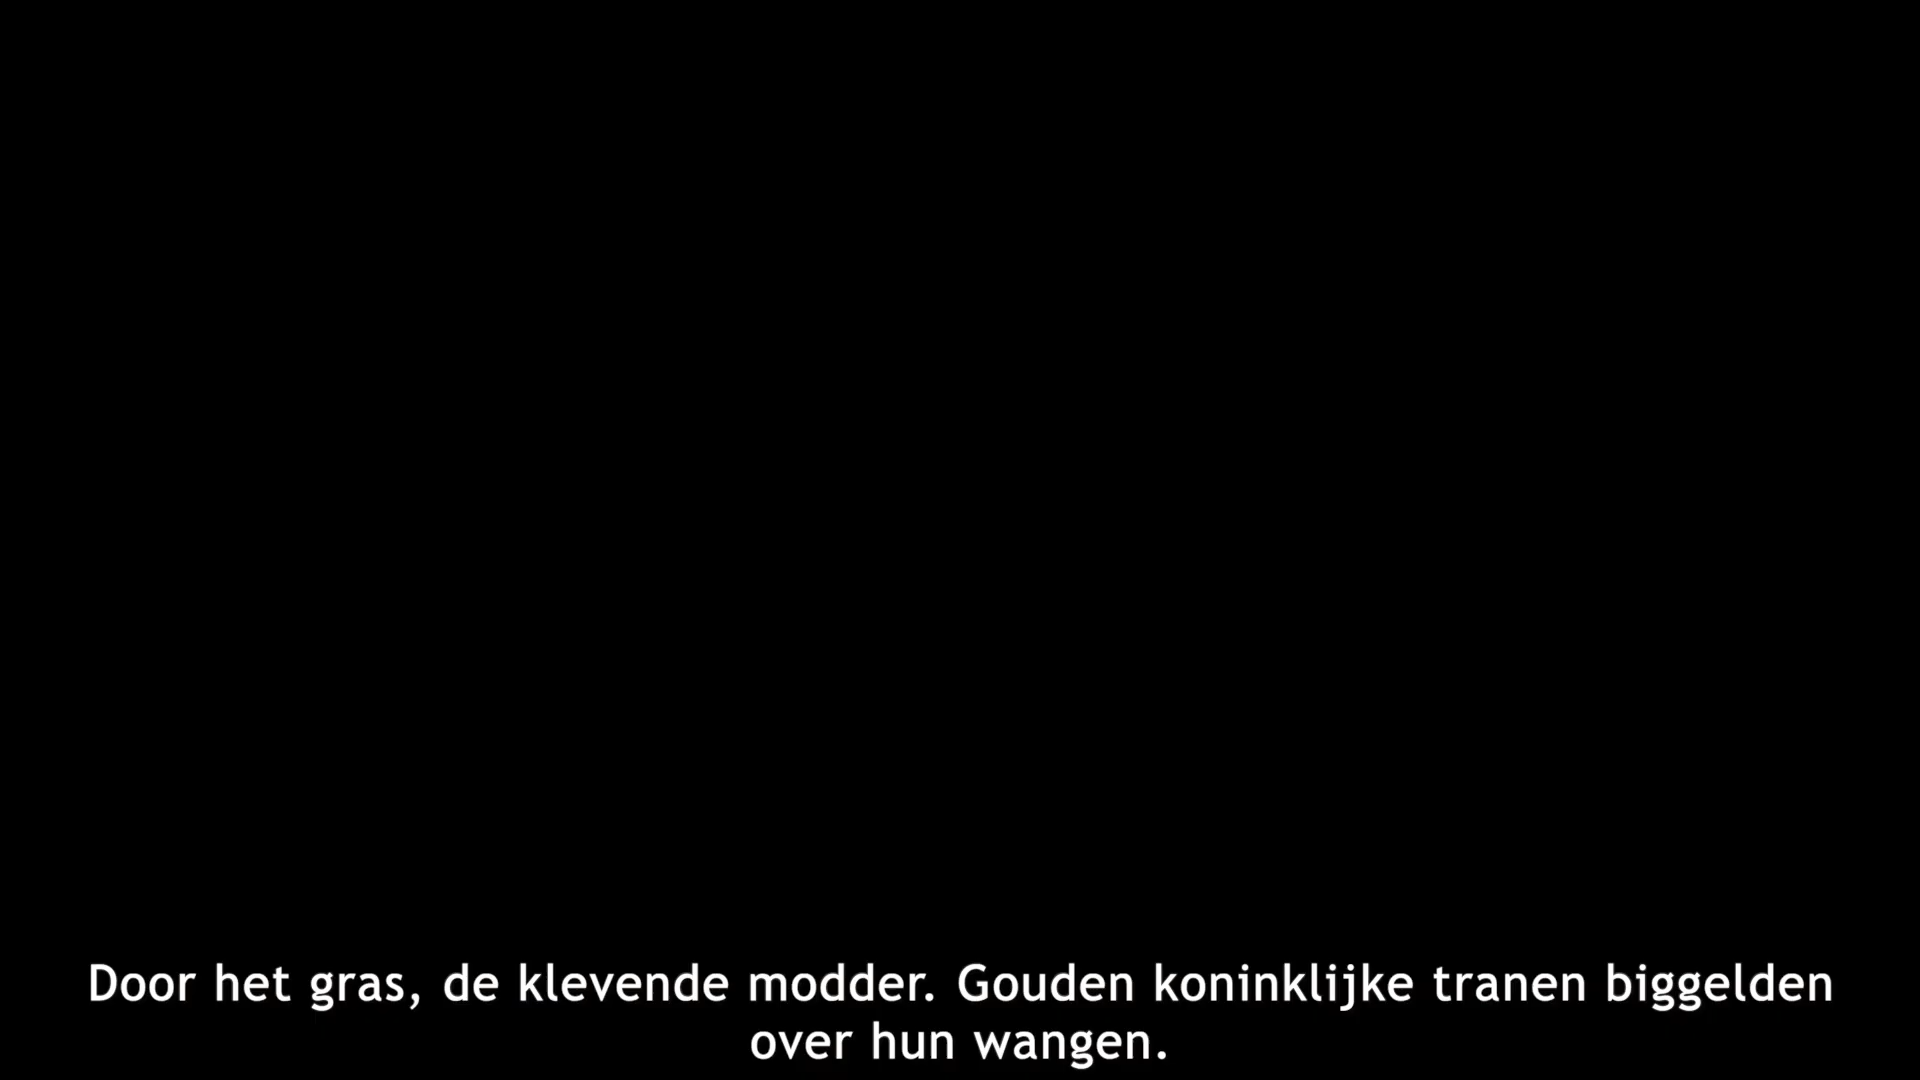 Door het gras, de klevende modder. Gouden koninklijke tranen biggelden
over hun wangen.